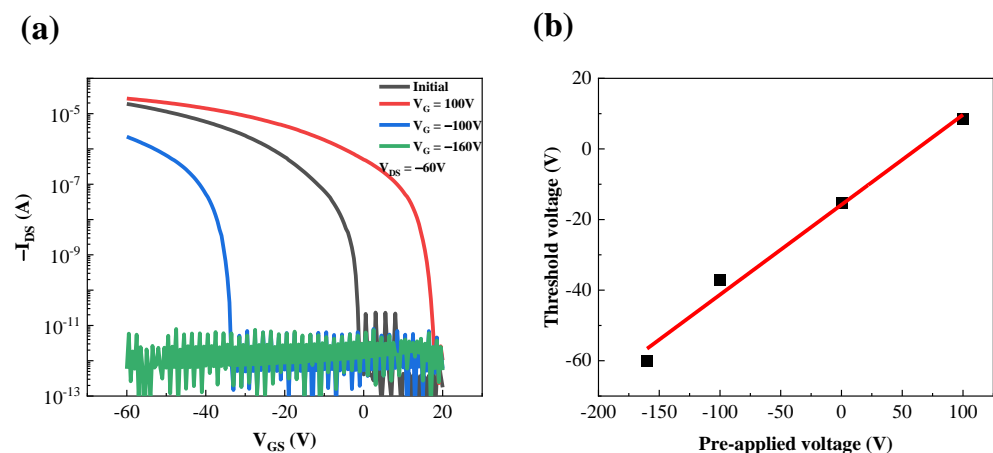 (a)
(b)
Initial
V_G = 100V
V_G = −100V
V_G = −160V
V_DS = −60V
10^-5
10^-7
10^-9
10^-11
10^-13
−I_DS (A)
-60
-40
-20
0
20
V_GS (V)
20
0
-20
-40
-60
Threshold voltage (V)
-200
-150
-100
-50
0
50
100
Pre-applied voltage (V)